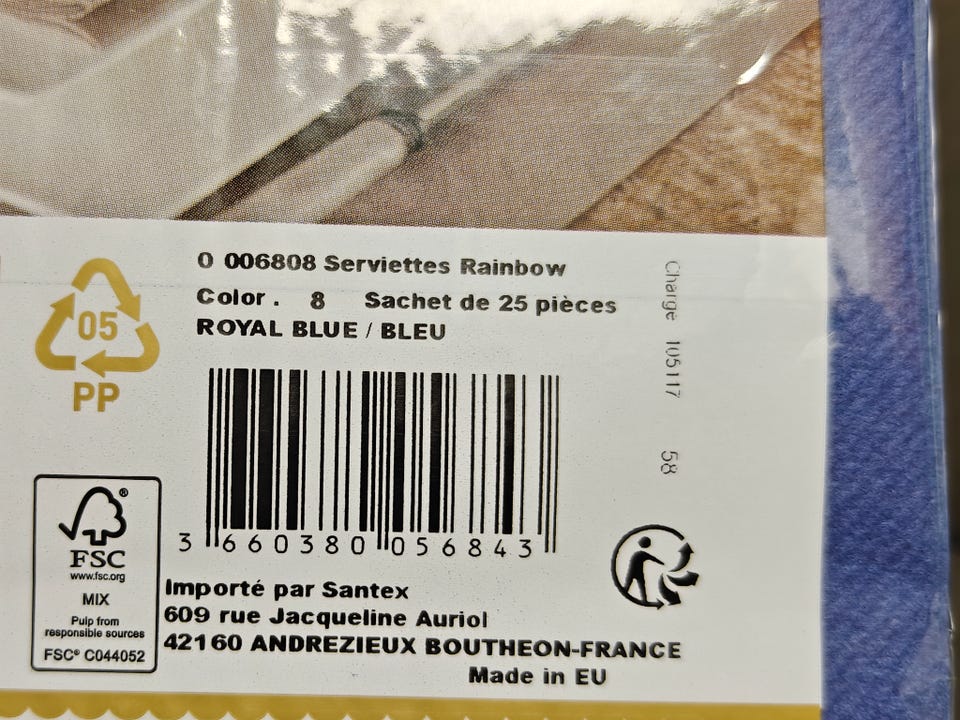 0 006808 Serviettes Rainbow
Color. 8 Sachet de 25 pièces
ROYAL BLUE / BLEU
05
PP
3 660380 056843
FSC®
www.fsc.org
MIX
Pulp from
responsible sources
FSC® C044052
Importé par Santex
609 rue Jacqueline Auriol
42160 ANDREZIEUX BOUTHEON-FRANCE
Made in EU
Charge 105117 58